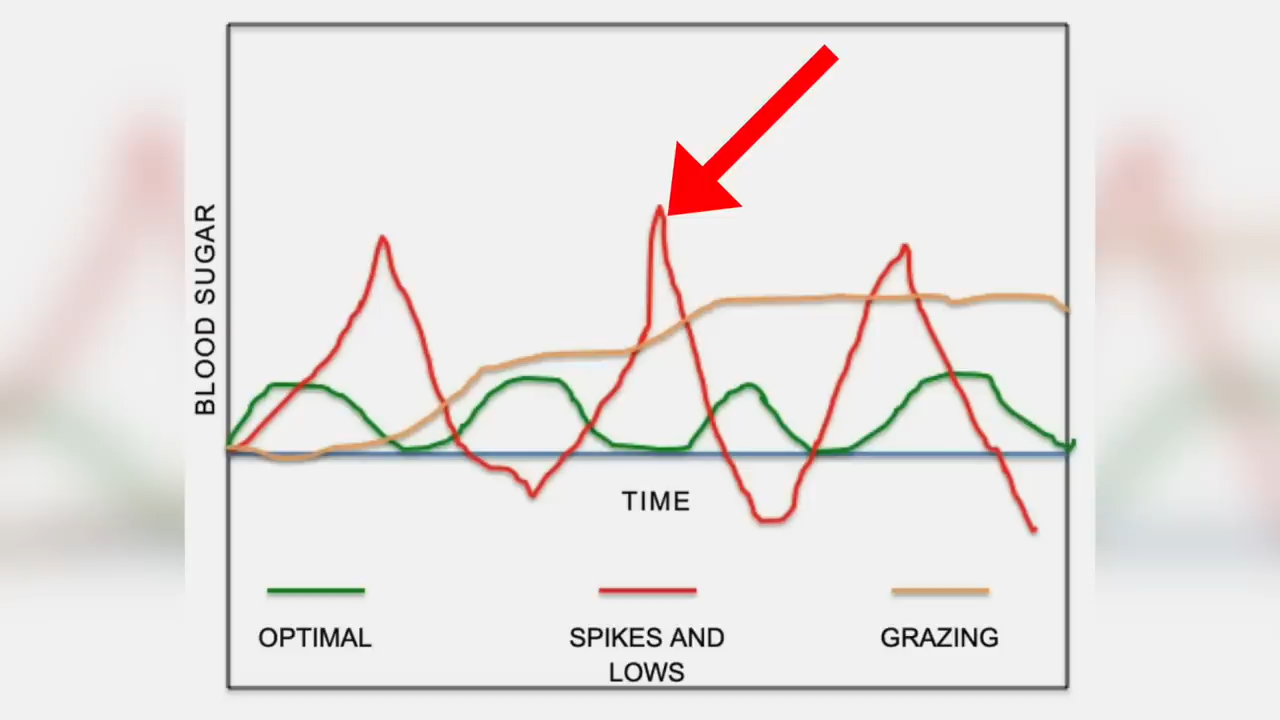 BLOOD SUGAR
TIME
OPTIMAL
SPIKES AND
LOWS
GRAZING